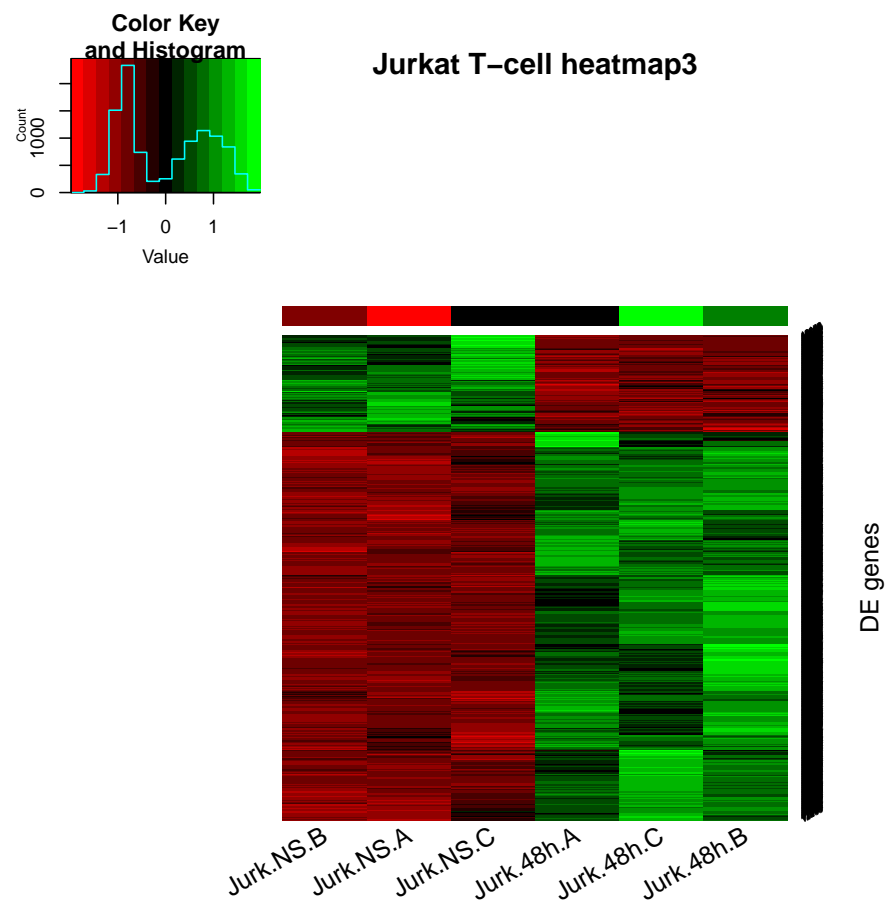 Color Key
and Histogram
Jurkat T−cell heatmap3
Count
0
1000
−1
0
1
Value
DE genes
Jurk.NS.B
Jurk.NS.A
Jurk.NS.C
Jurk.48h.A
Jurk.48h.C
Jurk.48h.B